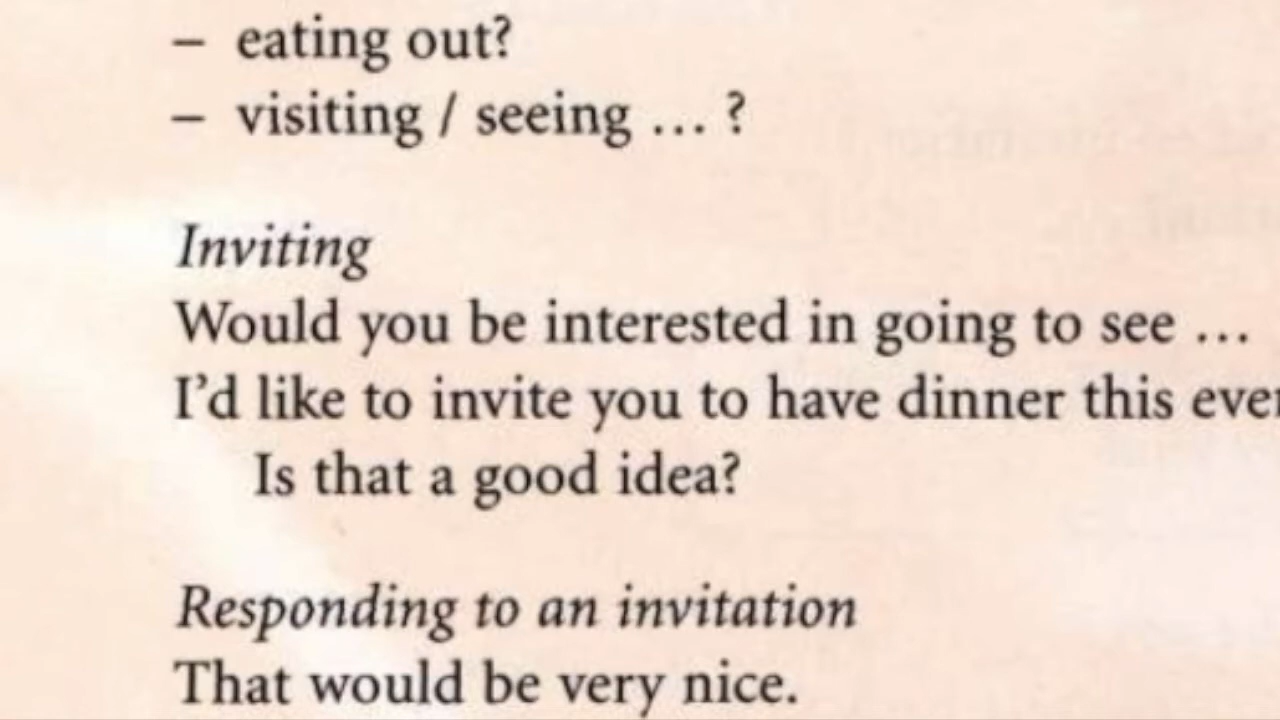 – eating out?
– visiting / seeing … ?
Inviting
Would you be interested in going to see …
I’d like to invite you to have dinner this
Is that a good idea?
Responding to an invitation
That would be very nice.